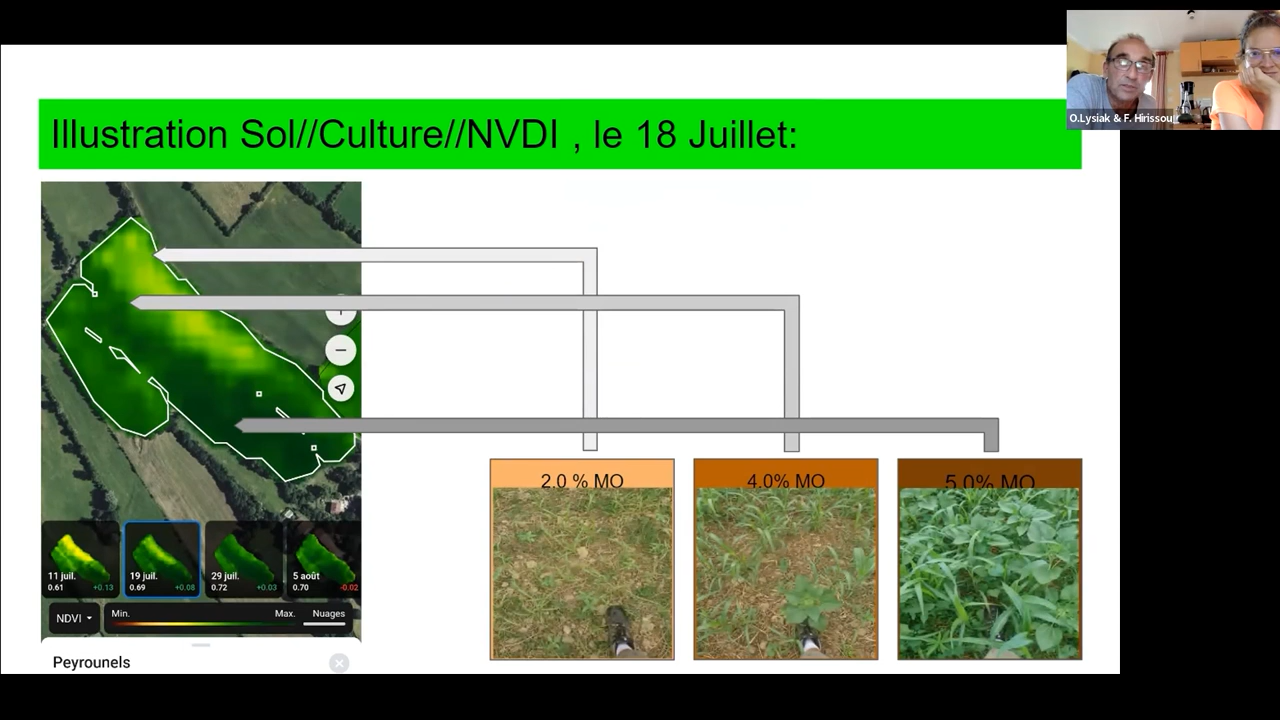 O.Lysiak & F. Hirissou
Illustration Sol//Culture//NVDI , le 18 Juillet:
2.0 % MO
4.0% MO
5.0% MO
11 juil.
0.61 +0.13
19 juil.
0.69 +0.08
29 juil.
0.72 +0.03
5 août
0.70 -0.02
NDVI
Min. Max. Nuages
Peyrounels